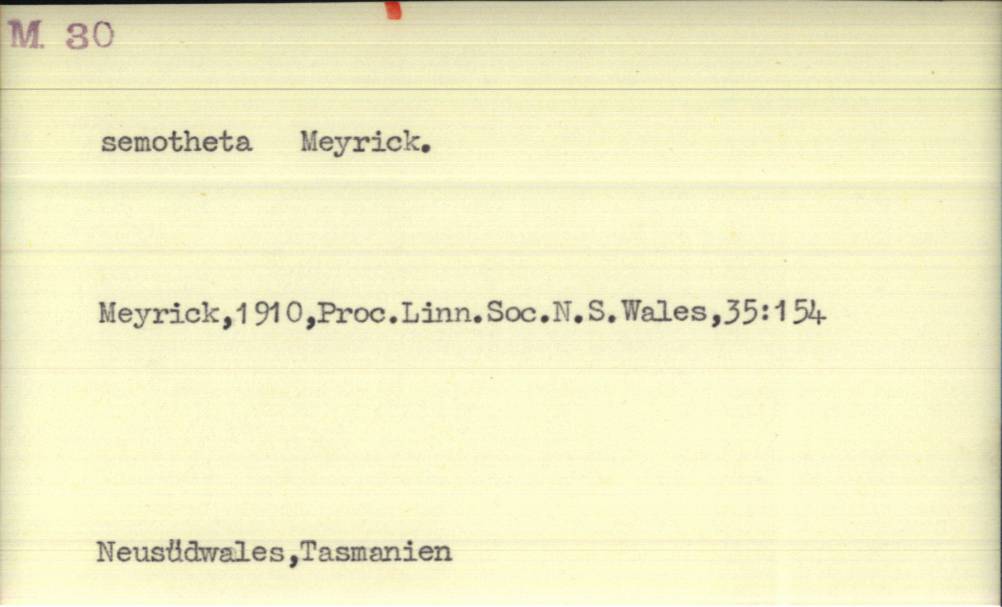 M. 30
semotheta Meyrick.
Meyrick,1910,Proc.Linn.Soc.N.S.Wales,35:154
Neusüdwales,Tasmanien